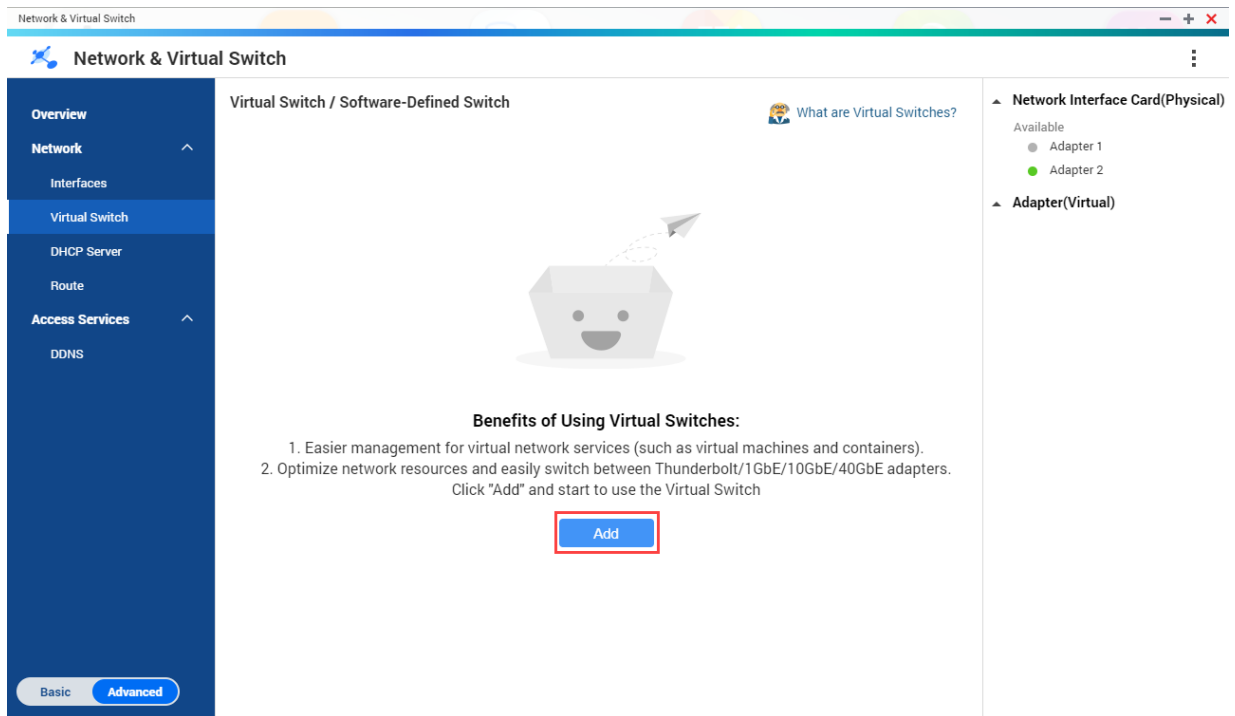 Network & Virtual Switch
Network & Virtual Switch
Overview
Network
Interfaces
Virtual Switch
DHCP Server
Route
Access Services
DDNS
Basic
Advanced
Virtual Switch / Software-Defined Switch
What are Virtual Switches?
Benefits of Using Virtual Switches:
1. Easier management for virtual network services (such as virtual machines and containers).
2. Optimize network resources and easily switch between Thunderbolt/1GbE/10GbE/40GbE adapters.
Click "Add" and start to use the Virtual Switch
Add
Network Interface Card(Physical)
Available
Adapter 1
Adapter 2
Adapter(Virtual)